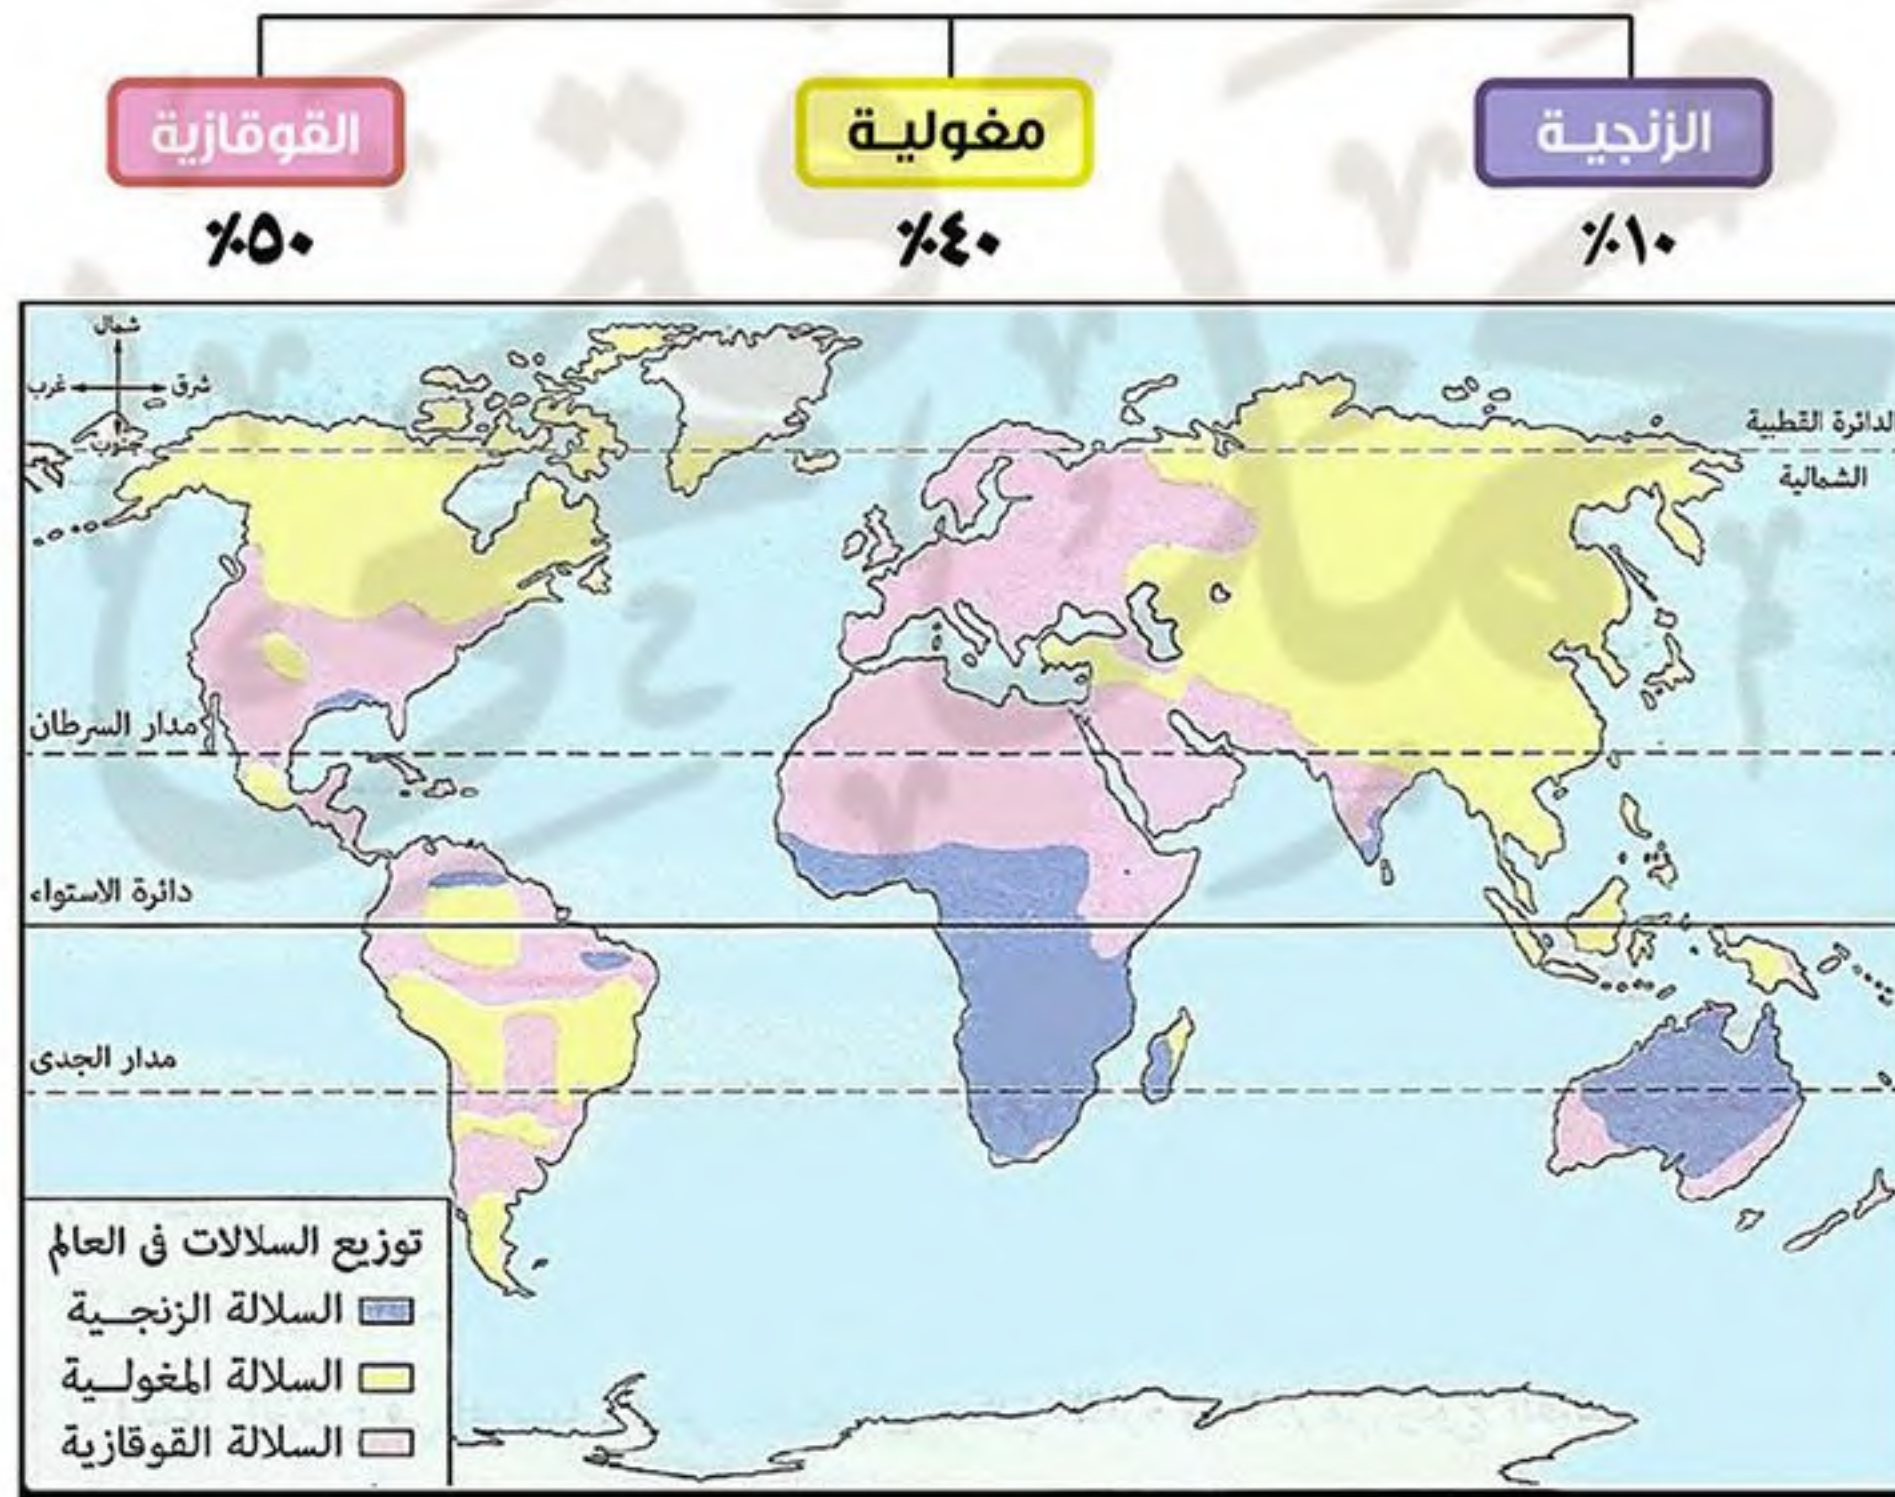 الزنجية
مغولية
القوقازية
٪١٠
٪٤٠
٪٥٠
شمال
شرق
غرب
جنوب
لدائرة القطبية
الشمالية
مدار السرطان
دائرة الاستواء
مدار الجدى
توزيع السلالات فى العالم
السلالة الزنجية
السلالة المغولية
السلالة القوقازية